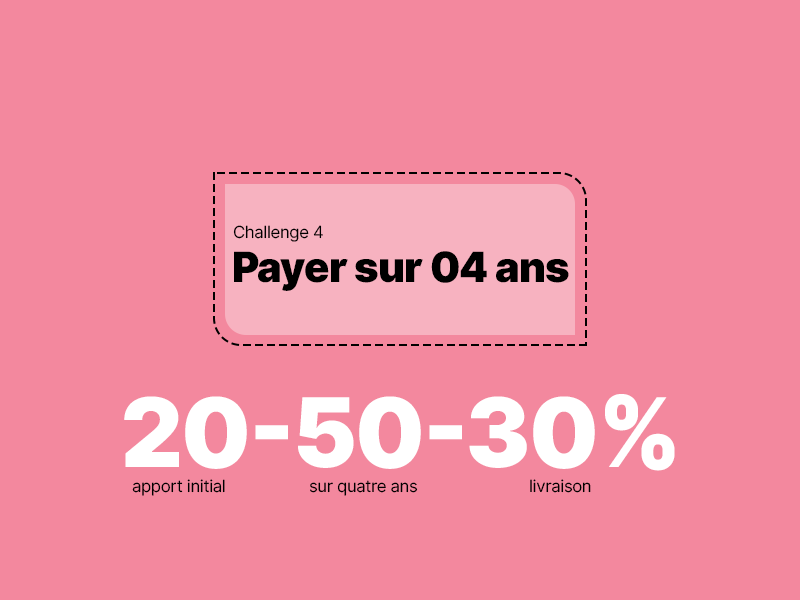 Challenge 4
Payer sur 04 ans
20-50-30%
apport initial sur quatre ans livraison